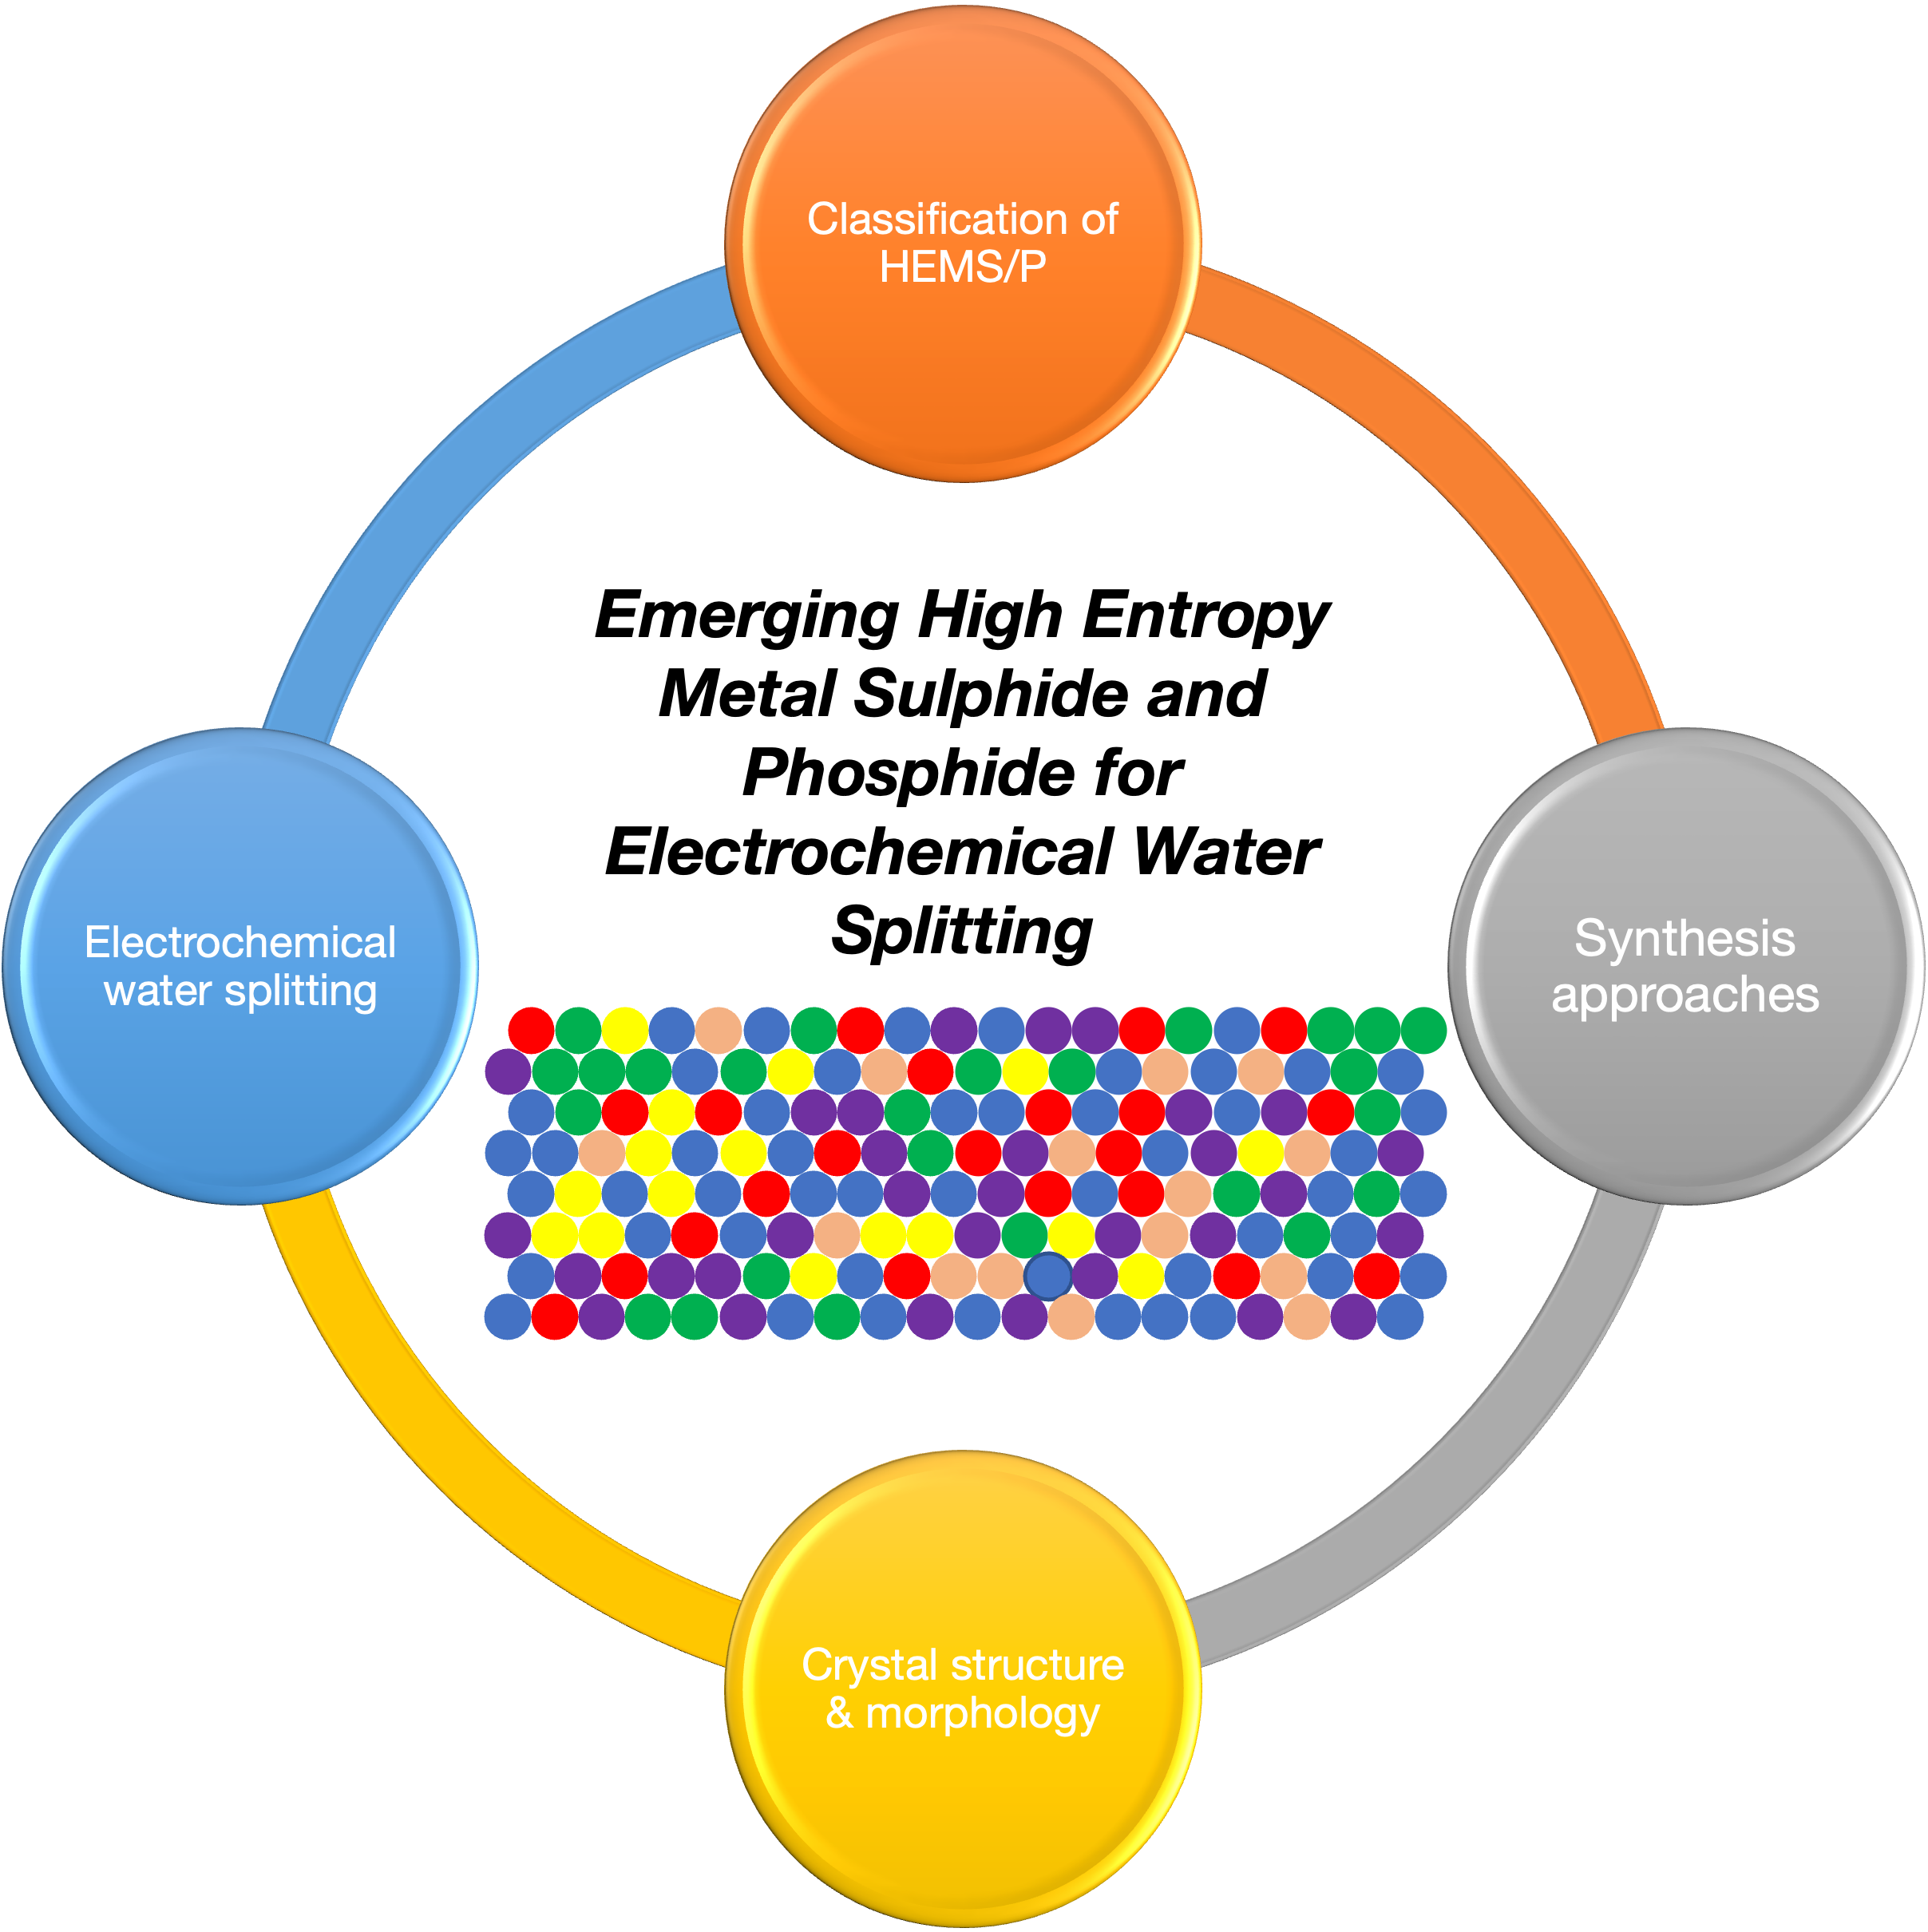 Classification of
HEMS/P
Emerging High Entropy
Metal Sulphide and
Phosphide for
Electrochemical Water
Splitting
Electrochemical
water splitting
Synthesis
approaches
Crystal structure
& morphology